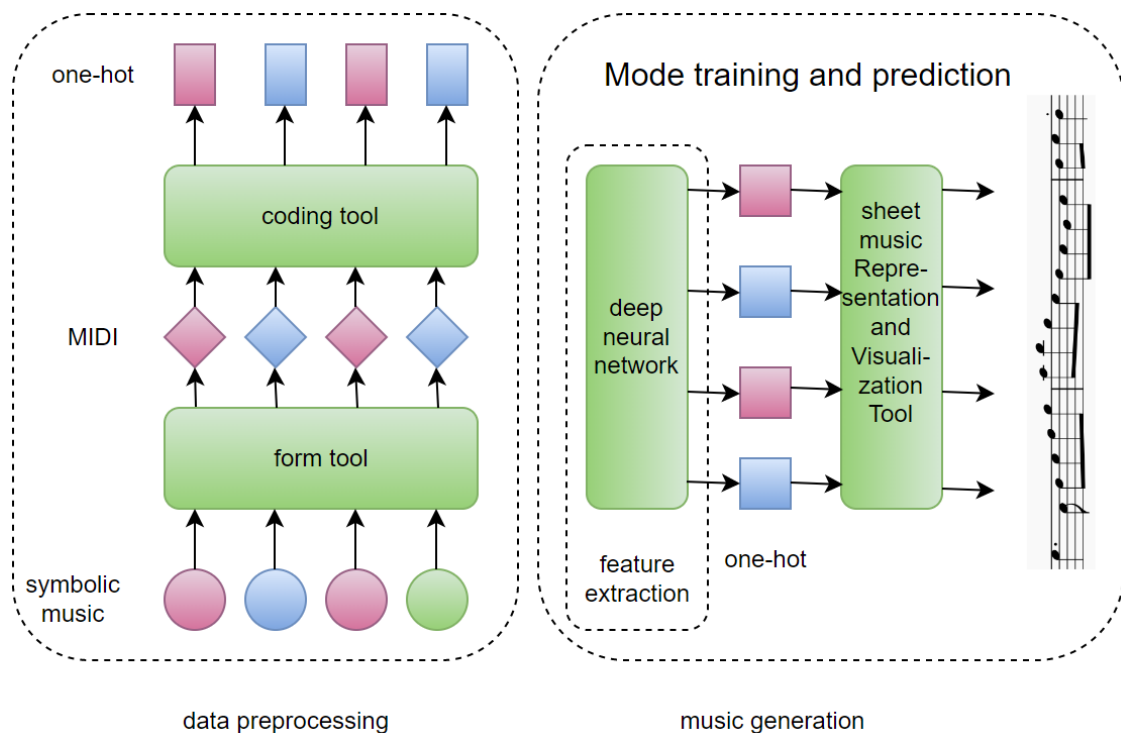 one-hot
coding tool
MIDI
form tool
symbolic
music
data preprocessing
Mode training and prediction
deep
neural
network
feature
extraction
one-hot
sheet
music
Repre-
sentation
and
Visuali-
zation
Tool
music generation